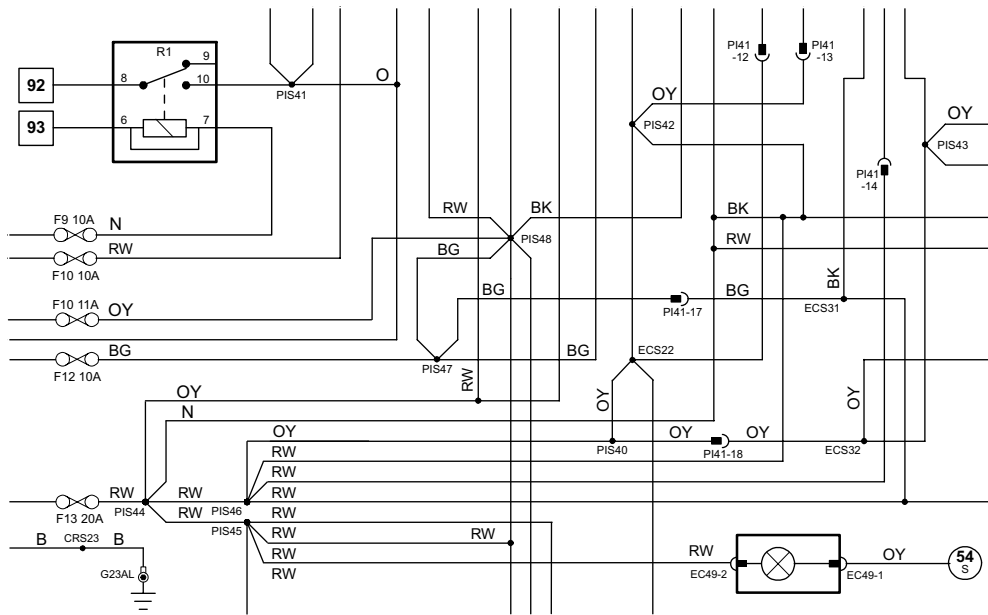 R1
9
92
8
10
O
PIS41
93
6
7
PI41
-12
PI41
-13
OY
PIS42
OY
PIS43
PI41
-14
F9 10A
N
RW
F10 10A
RW
BK
PIS48
BG
BK
RW
F10 11A
OY
BG
PI41-17
BG
BK
ECS31
BG
F12 10A
PIS47
BG
ECS22
RW
OY
N
OY
OY
OY
PIS40
OY
PI41-18
OY
ECS32
RW
RW
RW
RW
RW
F13 20A
PIS44
PIS46
RW
RW
PIS45
RW
RW
RW
RW
B
CRS23
B
G23AL
RW
EC49-2
EC49-1
OY
54
S